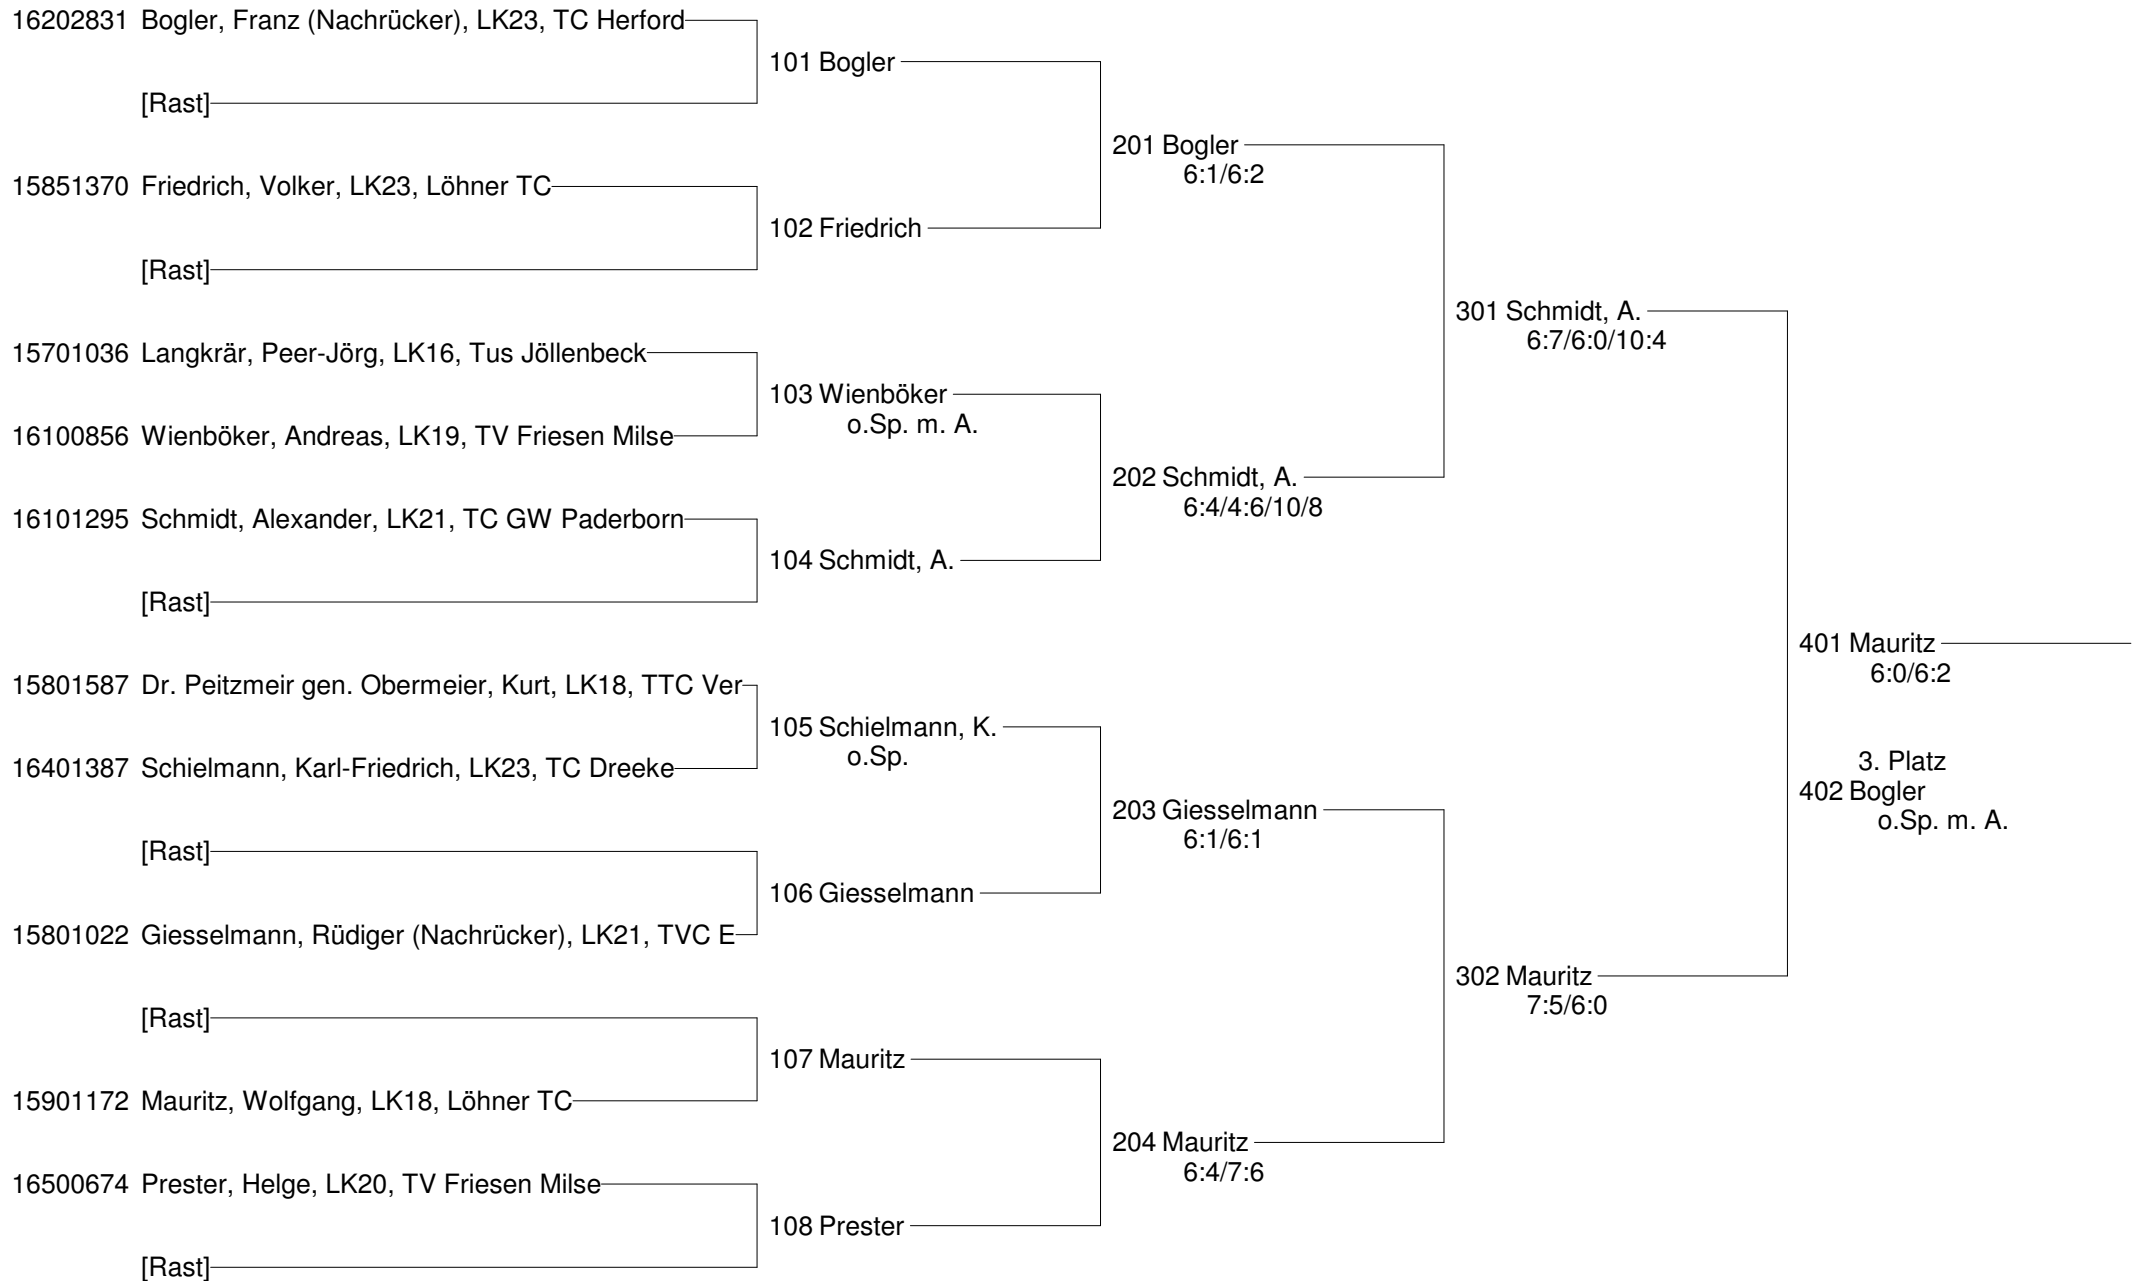 16202831 Bogler, Franz (Nachrücker), LK23, TC Herford
101 Bogler
[Rast]
201 Bogler
6:1/6:2
15851370 Friedrich, Volker, LK23, Löhner TC
102 Friedrich
[Rast]
301 Schmidt, A.
6:7/6:0/10:4
15701036 Langkrär, Peer-Jörg, LK16, Tus Jöllenbeck
103 Wienböker
o.Sp. m. A.
16100856 Wienböker, Andreas, LK19, TV Friesen Milse
202 Schmidt, A.
6:4/4:6/10/8
16101295 Schmidt, Alexander, LK21, TC GW Paderborn
104 Schmidt, A.
[Rast]
401 Mauritz
6:0/6:2
15801587 Dr. Peitzmeir gen. Obermeier, Kurt, LK18, TTC Ver
105 Schielmann, K.
o.Sp.
16401387 Schielmann, Karl-Friedrich, LK23, TC Dreeke
3. Platz
402 Bogler
o.Sp. m. A.
203 Giesselmann
6:1/6:1
[Rast]
106 Giesselmann
15801022 Giesselmann, Rüdiger (Nachrücker), LK21, TVC E
302 Mauritz
7:5/6:0
[Rast]
107 Mauritz
15901172 Mauritz, Wolfgang, LK18, Löhner TC
204 Mauritz
6:4/7:6
16500674 Prester, Helge, LK20, TV Friesen Milse
108 Prester
[Rast]